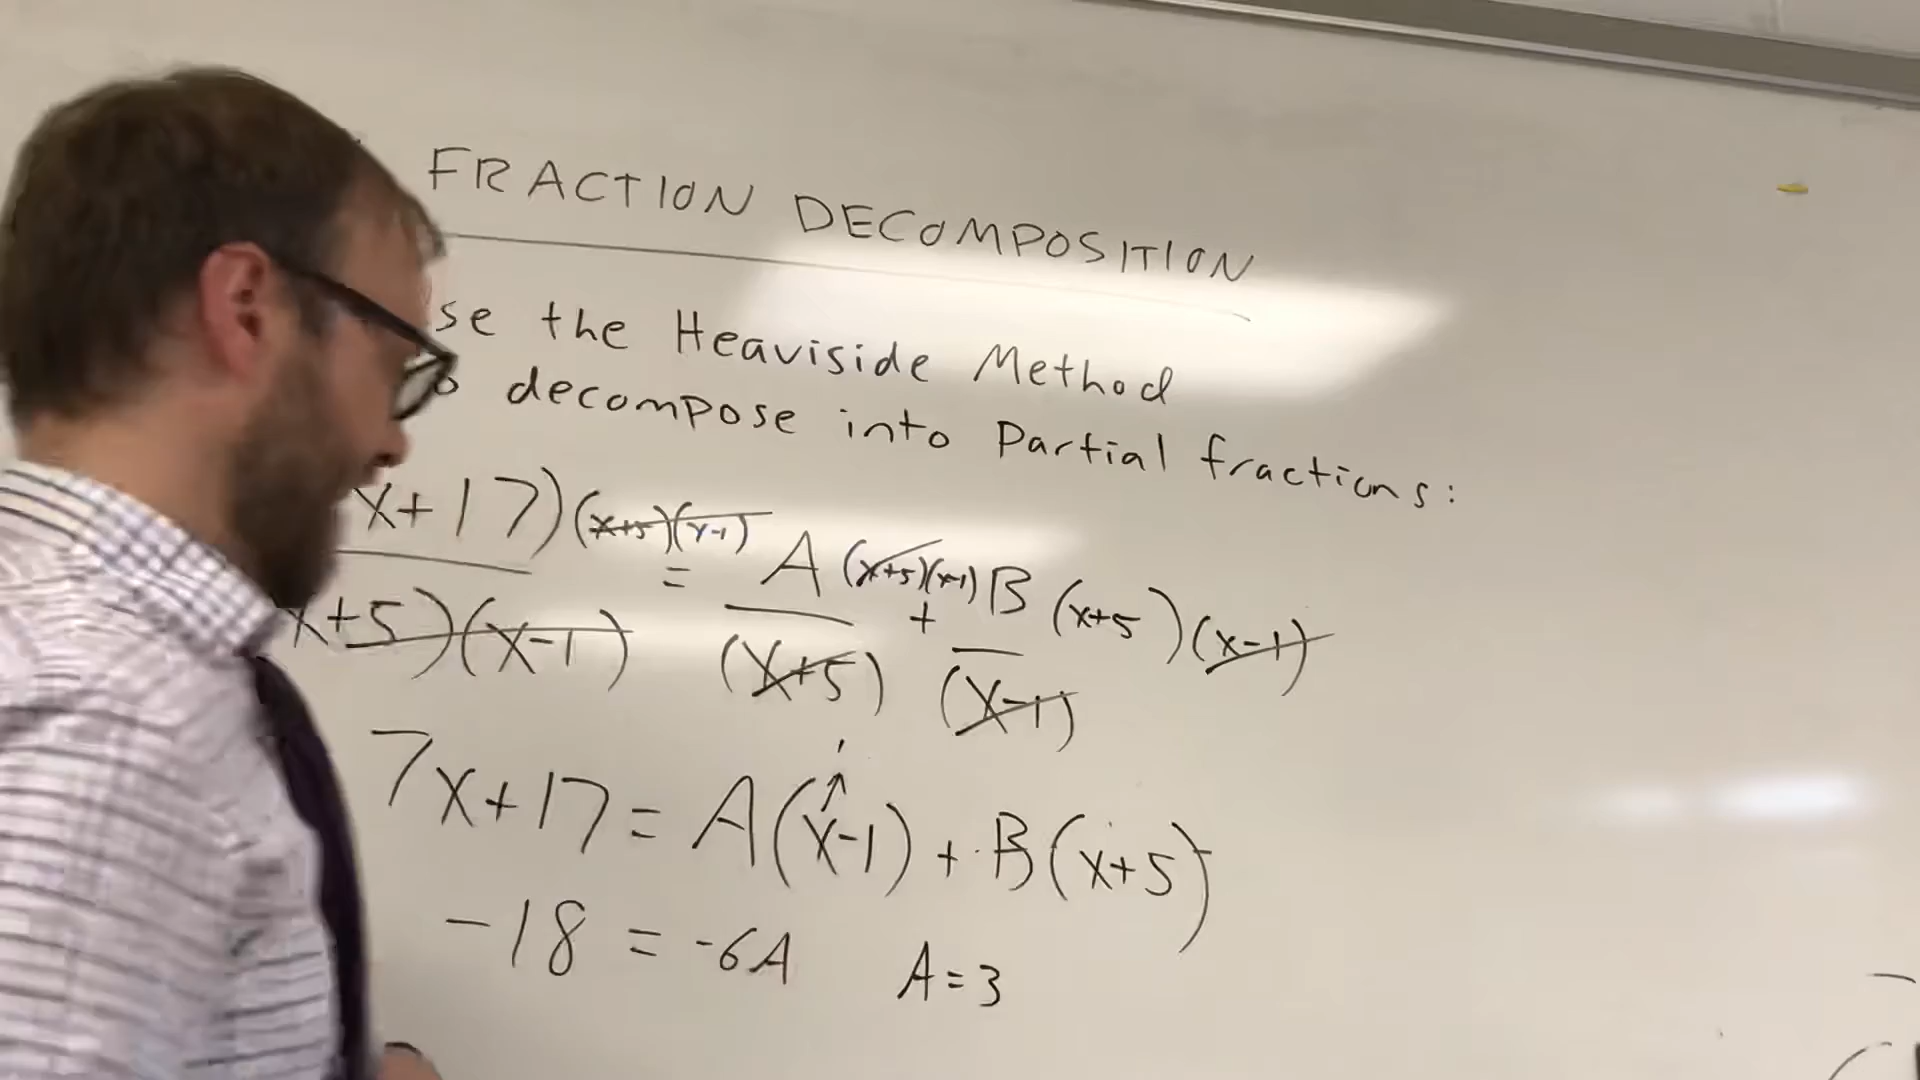 FRACTION DECOMPOSITION
se the Heaviside Method
decompose into Partial fractions:
x+17)(x+5)(x-1) = A(x+5)(x-1) + B(x+5)(x-1)
x+5)(x-1) (x+5) (x-1)
7x+17 = A(x-1) + B(x+5)
-18 = -6A A=3